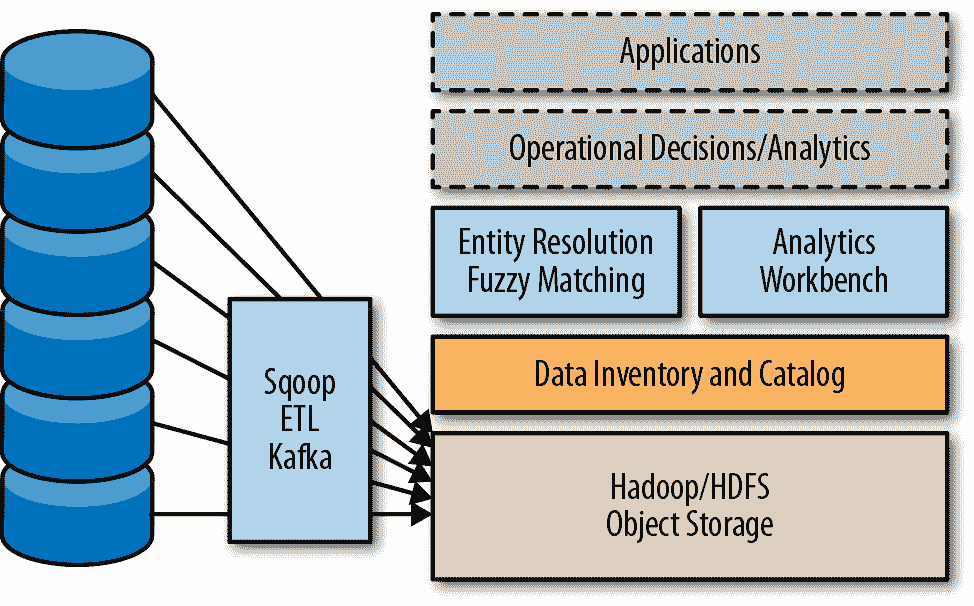 Applications
Operational Decisions/Analytics
Entity Resolution
Fuzzy Matching
Analytics
Workbench
Data Inventory and Catalog
Sqoop
ETL
Kafka
Hadoop/HDFS
Object Storage